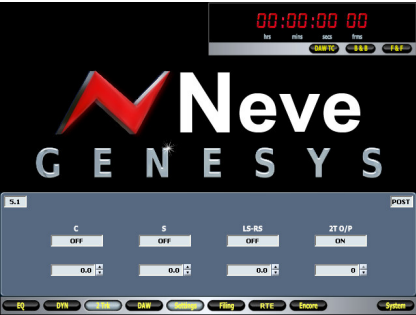 00:00:00 00
hrs mins secs frms
DAW TC B & B F & F
Neve
GENESYS
5.1 POST
C S LS-RS 2T O/P
OFF OFF OFF ON
0.0 0.0 0.0 0
EQ DYN 2 Trk DAW Settings Filing RTE Encore System